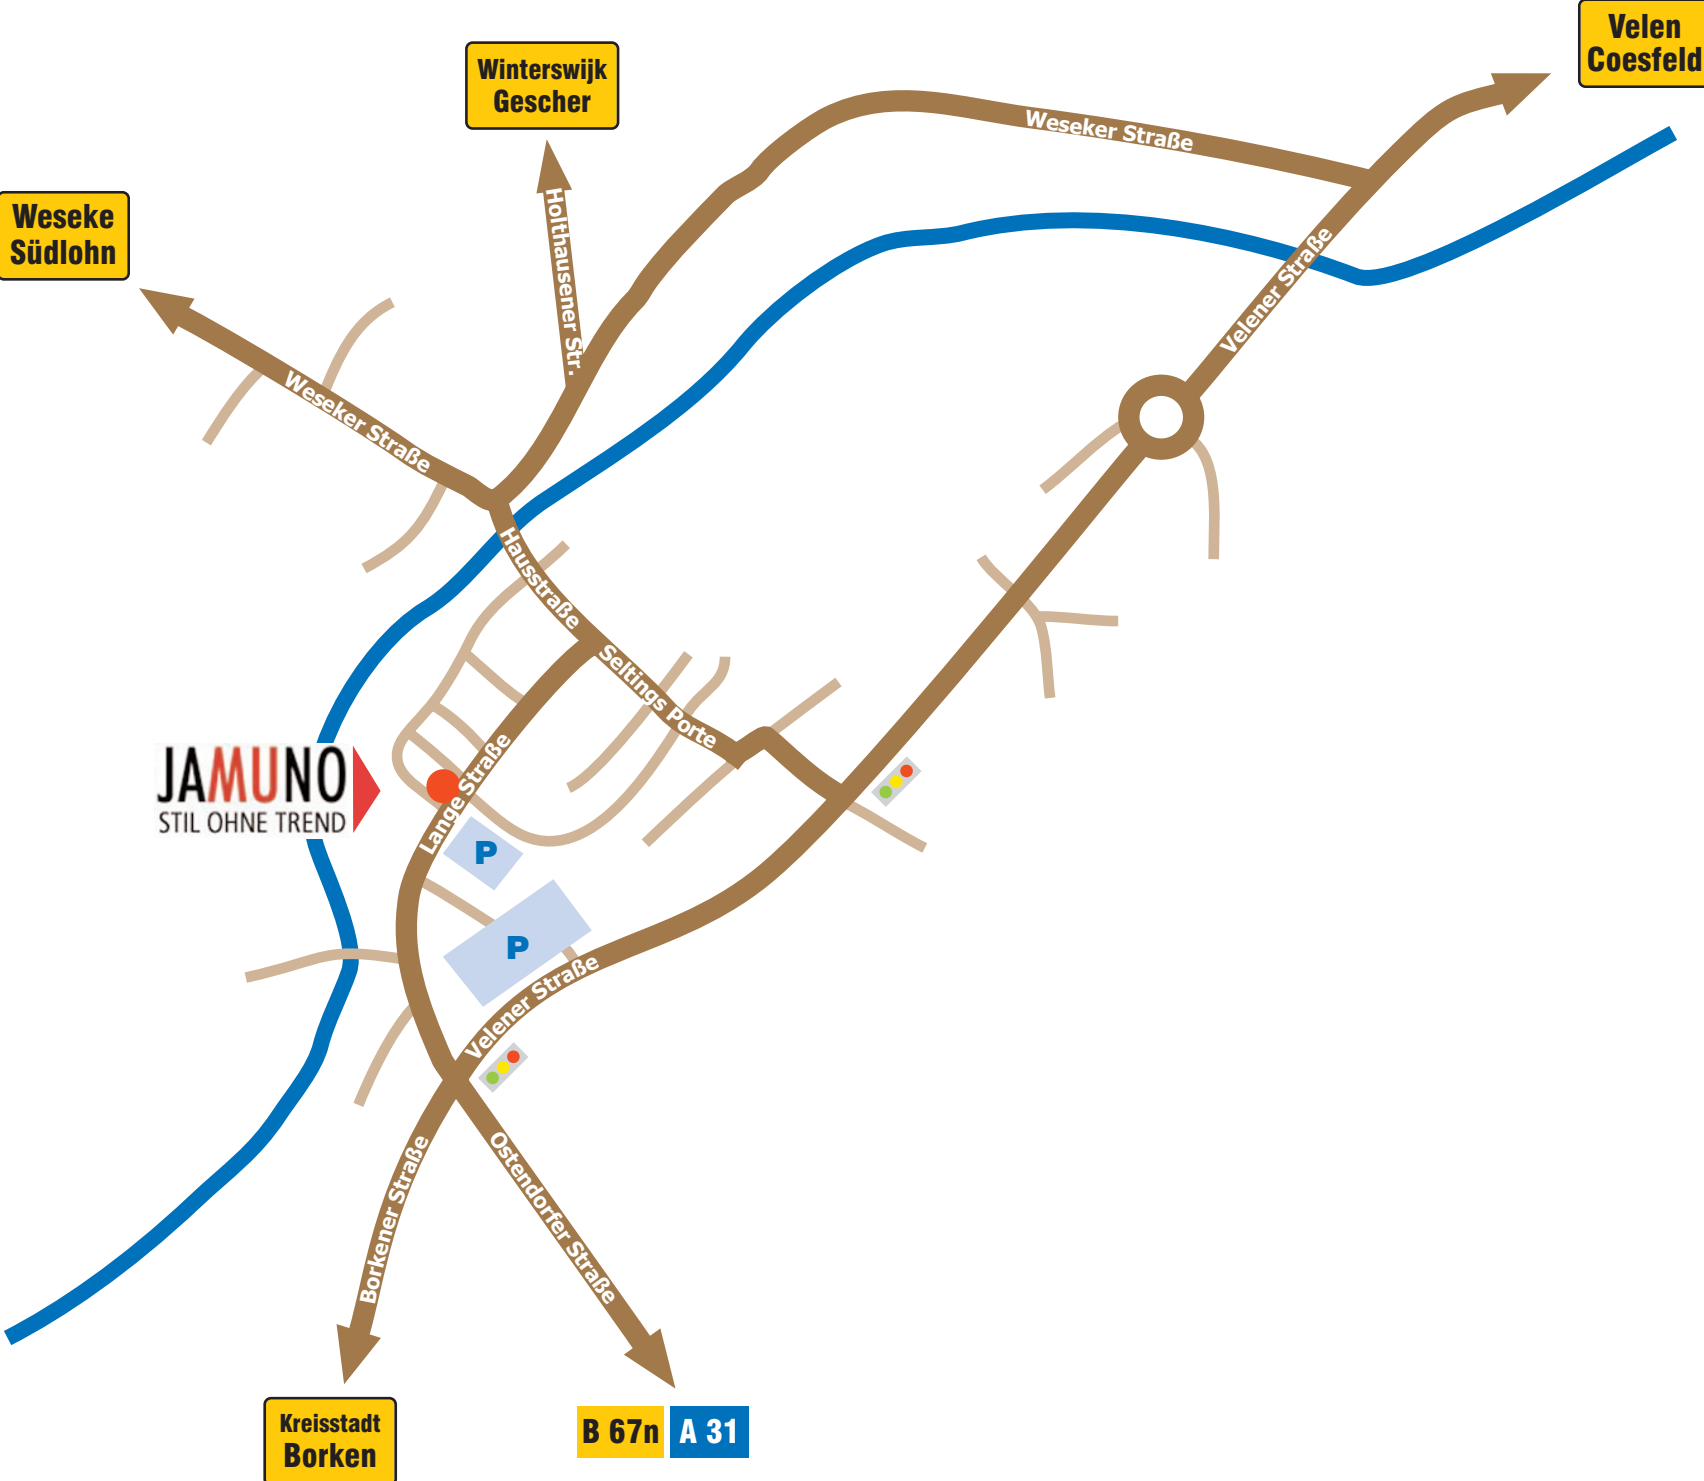 Velen
Coesfeld
Winterswijk
Gescher
Weseker Straße
Weseke
Südlohn
Holthausener Str.
Velener Straße
Weseker Straße
Hausstraße
Seltings Porte
JAMUNO
STIL OHNE TREND
Lange Straße
P
P
Velener Straße
Borkener Straße
Ostendorfer Straße
Kreisstadt
Borken
B 67n
A 31